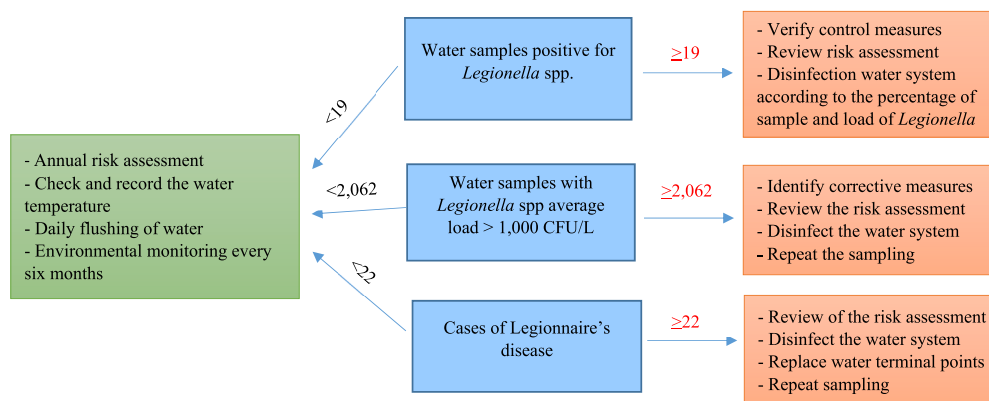 - Annual risk assessment
- Check and record the water
temperature
- Daily flushing of water
- Environmental monitoring every
six months
<19
<2,062
<22
Water samples positive for
Legionella spp.
≥19
- Verify control measures
- Review risk assessment
- Disinfection water system
according to the percentage of
sample and load of Legionella
Water samples with
Legionella spp average
load > 1,000 CFU/L
≥2,062
- Identify corrective measures
- Review the risk assessment
- Disinfect the water system
- Repeat the sampling
Cases of Legionnaire’s
disease
≥22
- Review of the risk assessment
- Disinfect the water system
- Replace water terminal points
- Repeat sampling